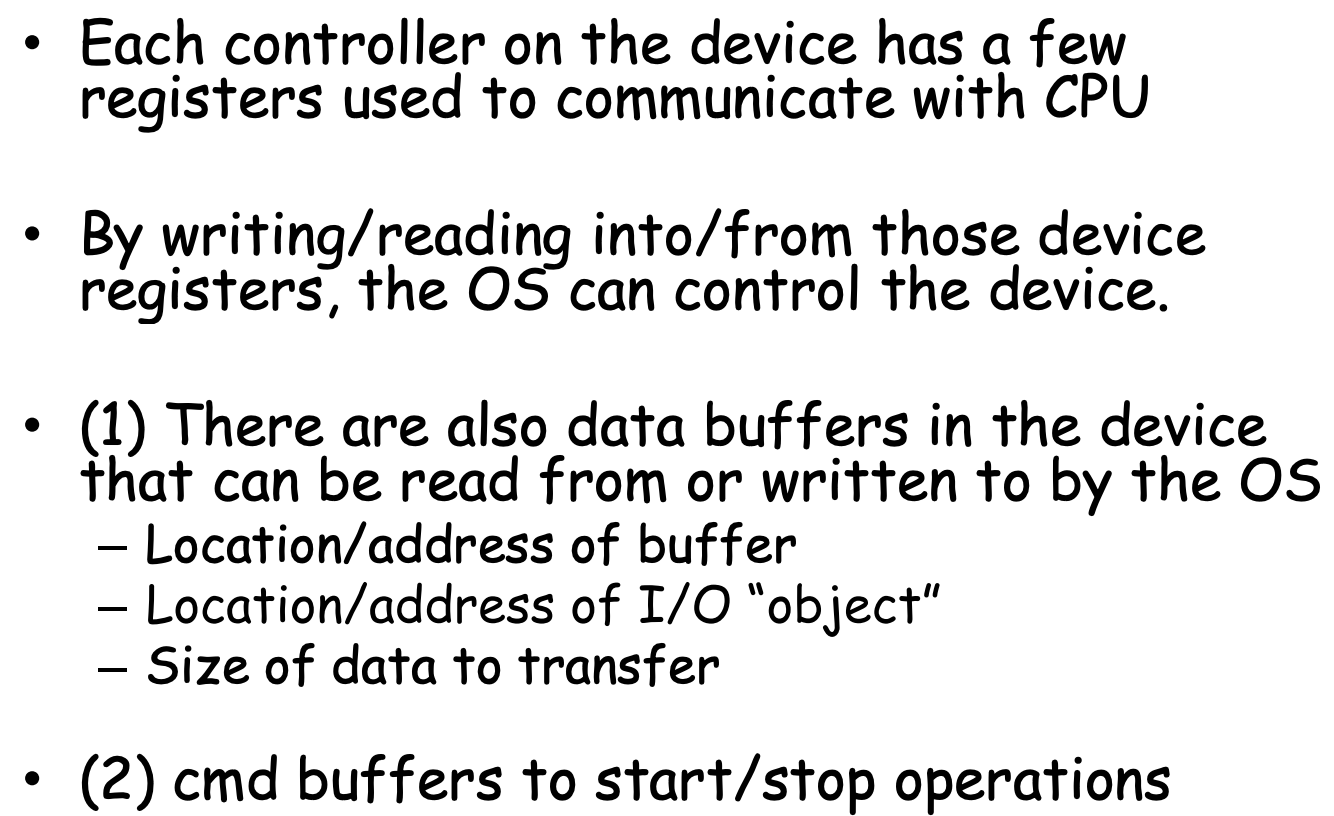 • Each controller on the device has a few
registers used to communicate with CPU
• By writing/reading into/from those device
registers, the OS can control the device.
• (1) There are also data buffers in the device
that can be read from or written to by the OS
– Location/address of buffer
– Location/address of I/O “object”
– Size of data to transfer
• (2) cmd buffers to start/stop operations